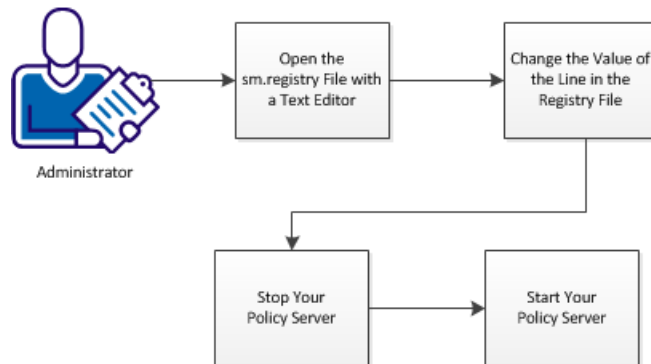 Open the
sm.registry File with
a Text Editor
Change the Value of
the Line in the
Registry File
Administrator
Stop Your
Policy Server
Start Your
Policy Server